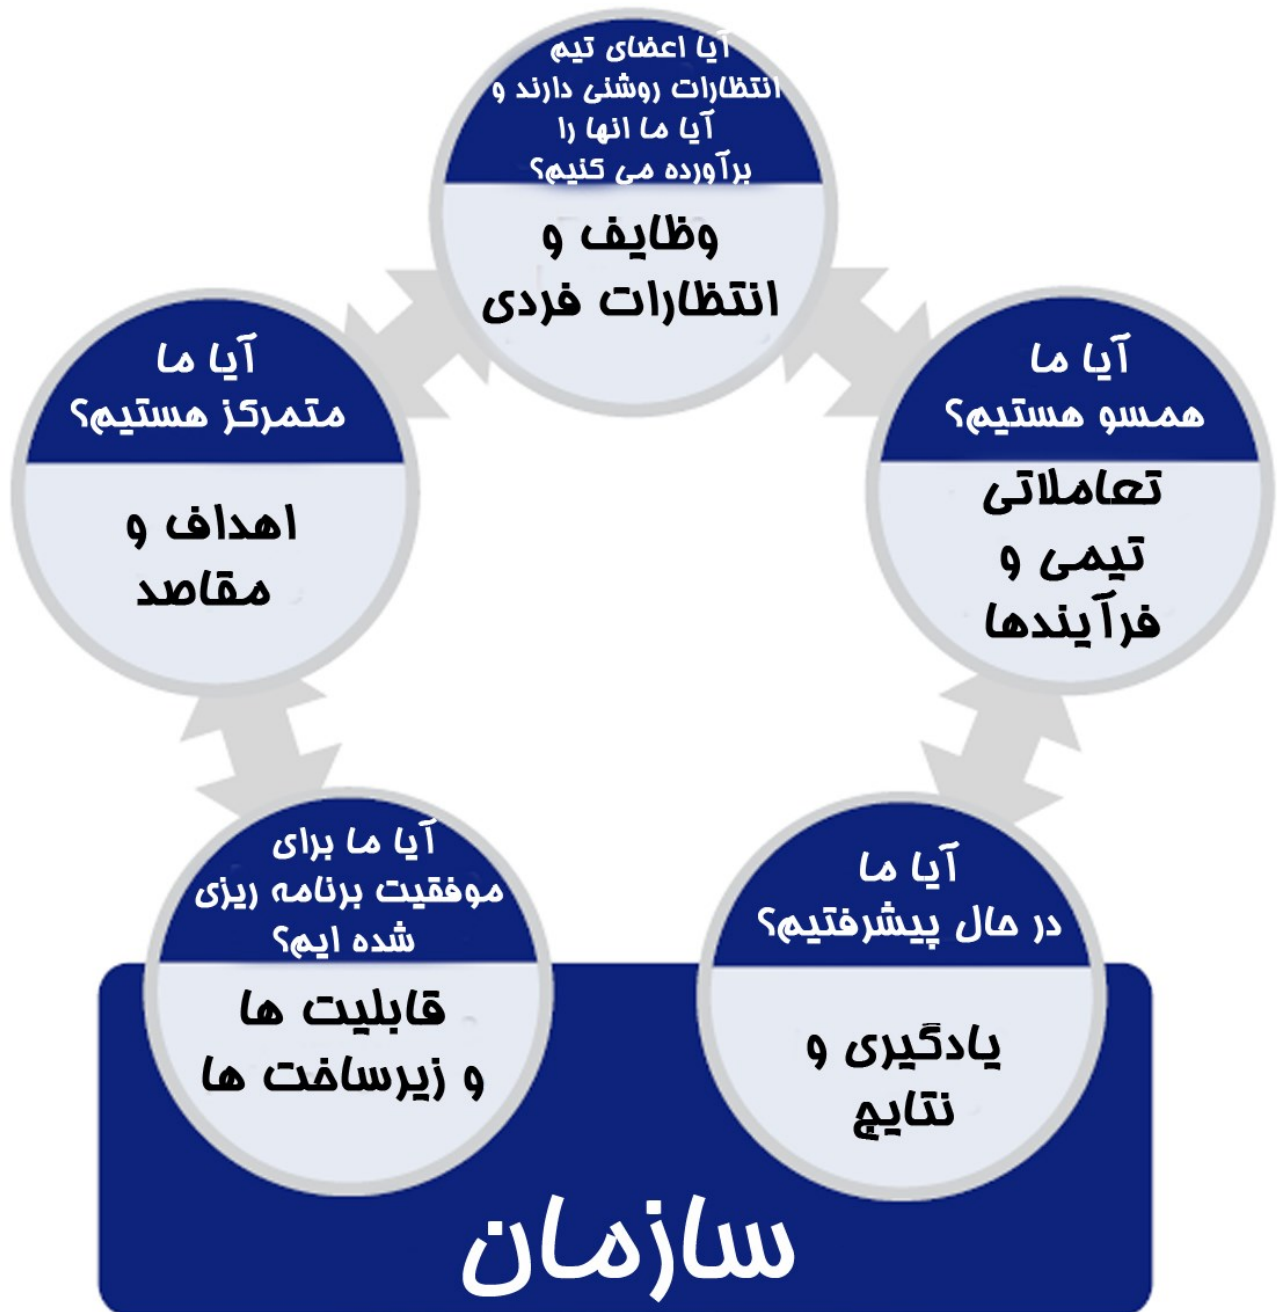 آیا اعضای تیم
انتظارات روشنی دارند و
آیا ما انها را
برآورده می کنیم؟
وظایف و
انتظارات فردی
آیا ما
همسو هستیم؟
تعاملاتی
تیمی و
فرآیندها
آیا ما
متمرکز هستیم؟
اهداف و
مقاصد
آیا ما
در حال پیشرفتیم؟
یادگیری و
نتایج
آیا ما برای
موفقیت برنامه ریزی
شده ایم؟
قابلیت ها
و زیرساخت ها
سازمان